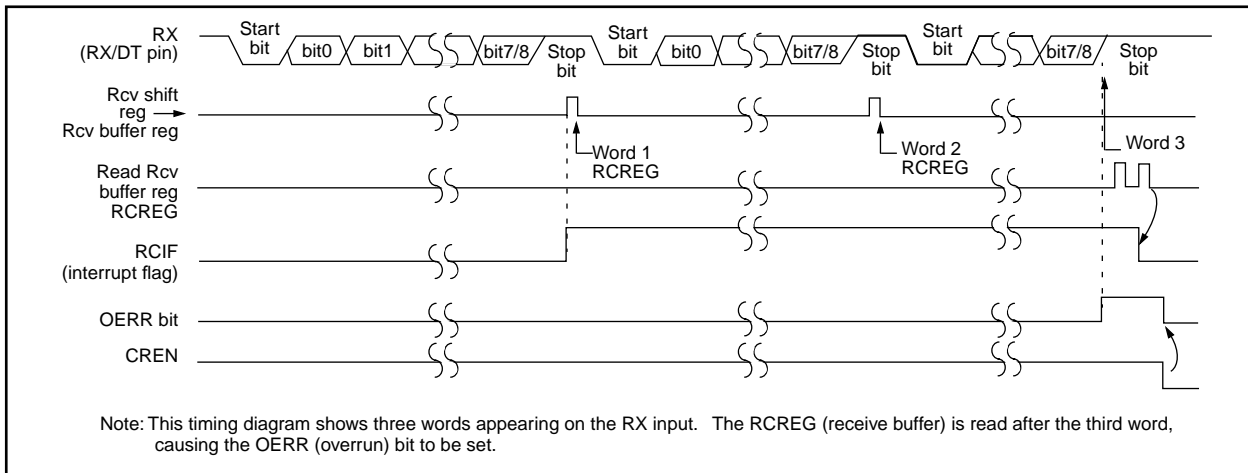 RX
(RX/DT pin)
Start
bit
bit0
bit1
bit7/8
Stop
bit
Start
bit
bit0
bit7/8
Stop
bit
Start
bit
bit7/8
Stop
bit
Rcv shift
reg
Rcv buffer reg
Word 1
RCREG
Word 2
RCREG
Word 3
Read Rcv
buffer reg
RCREG
RCIF
(interrupt flag)
OERR bit
CREN
Note: This timing diagram shows three words appearing on the RX input. The RCREG (receive buffer) is read after the third word,
causing the OERR (overrun) bit to be set.